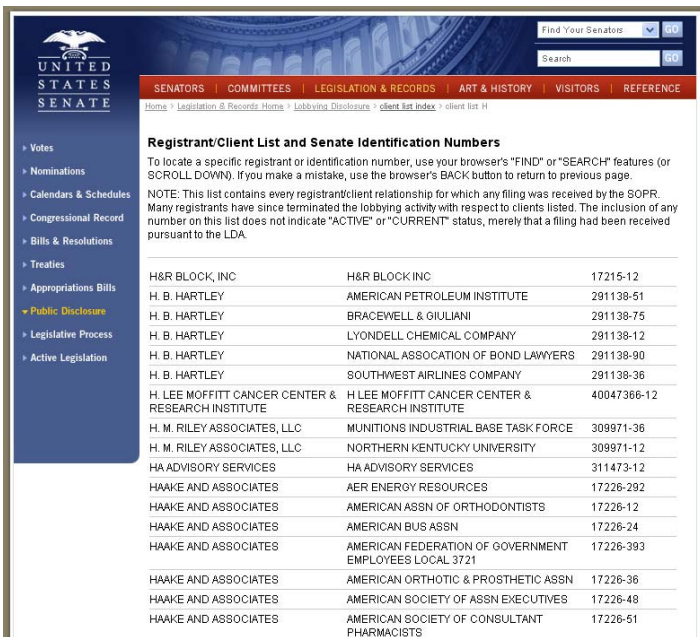 Find Your Senators GO
Search GO
UNITED
STATES
SENATE
SENATORS | COMMITTEES | LEGISLATION & RECORDS | ART & HISTORY | VISITORS | REFERENCE
Home > Legislation & Records Home > Lobbying Disclosure > client list index > client list H
Votes
Nominations
Calendars & Schedules
Congressional Record
Bills & Resolutions
Treaties
Appropriations Bills
Public Disclosure
Legislative Process
Active Legislation
Registrant/Client List and Senate Identification Numbers
To locate a specific registrant or identification number, use your browser's "FIND" or "SEARCH" features (or
SCROLL DOWN). If you make a mistake, use the browser's BACK button to return to previous page.
NOTE: This list contains every registrant/client relationship for which any filing was received by the SOPR.
Many registrants have since terminated the lobbying activity with respect to clients listed. The inclusion of any
number on this list does not indicate "ACTIVE" or "CURRENT" status, merely that a filing had been received
pursuant to the LDA.
H&R BLOCK, INC H&R BLOCK INC 17215-12
H. B. HARTLEY AMERICAN PETROLEUM INSTITUTE 291138-51
H. B. HARTLEY BRACEWELL & GIULIANI 291138-75
H. B. HARTLEY LYONDELL CHEMICAL COMPANY 291138-12
H. B. HARTLEY NATIONAL ASSOCATION OF BOND LAWYERS 291138-90
H. B. HARTLEY SOUTHWEST AIRLINES COMPANY 291138-36
H. LEE MOFFITT CANCER CENTER & H LEE MOFFITT CANCER CENTER & 40047366-12
RESEARCH INSTITUTE RESEARCH INSTITUTE
H. M. RILEY ASSOCIATES, LLC MUNITIONS INDUSTRIAL BASE TASK FORCE 309971-36
H. M. RILEY ASSOCIATES, LLC NORTHERN KENTUCKY UNIVERSITY 309971-12
HA ADVISORY SERVICES HA ADVISORY SERVICES 311473-12
HAAKE AND ASSOCIATES AER ENERGY RESOURCES 17226-292
HAAKE AND ASSOCIATES AMERICAN ASSN OF ORTHODONTISTS 17226-12
HAAKE AND ASSOCIATES AMERICAN BUS ASSN 17226-24
HAAKE AND ASSOCIATES AMERICAN FEDERATION OF GOVERNMENT 17226-393
EMPLOYEES LOCAL 3721
HAAKE AND ASSOCIATES AMERICAN ORTHOTIC & PROSTHETIC ASSN 17226-36
HAAKE AND ASSOCIATES AMERICAN SOCIETY OF ASSN EXECUTIVES 17226-48
HAAKE AND ASSOCIATES AMERICAN SOCIETY OF CONSULTANT 17226-51
PHARMACISTS